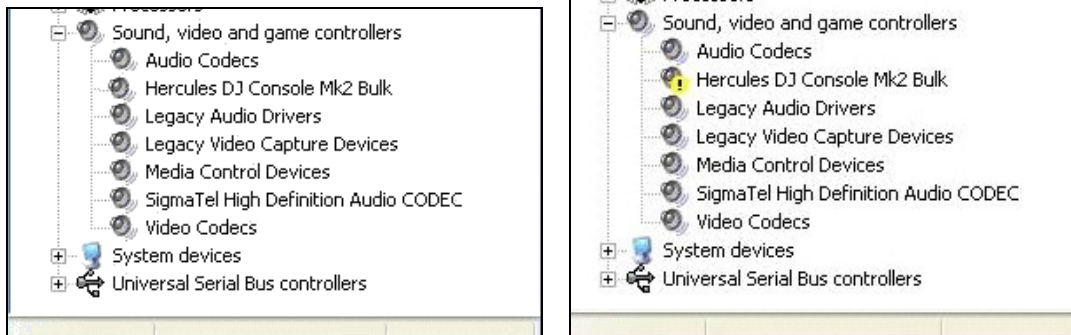 Sound, video and game controllers
Audio Codecs
Hercules DJ Console Mk2 Bulk
Legacy Audio Drivers
Legacy Video Capture Devices
Media Control Devices
SigmaTel High Definition Audio CODEC
Video Codecs
System devices
Universal Serial Bus controllers
Sound, video and game controllers
Audio Codecs
Hercules DJ Console Mk2 Bulk
Legacy Audio Drivers
Legacy Video Capture Devices
Media Control Devices
SigmaTel High Definition Audio CODEC
Video Codecs
System devices
Universal Serial Bus controllers